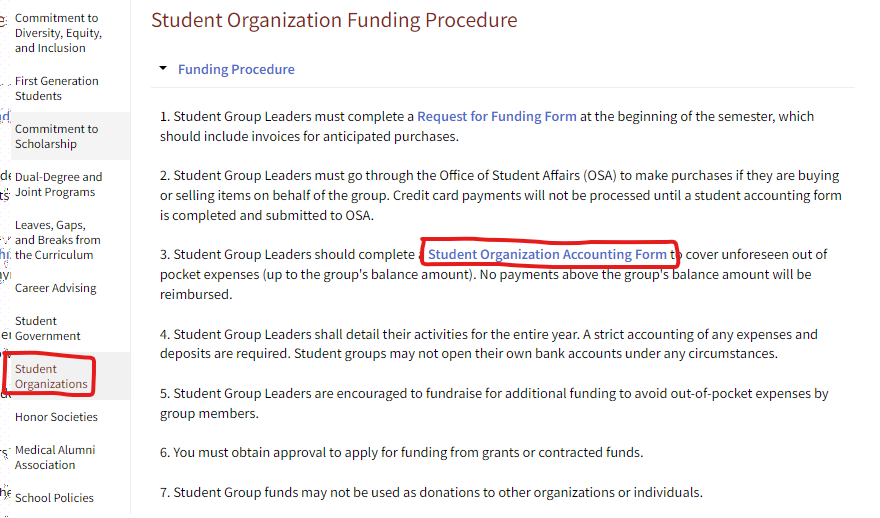 Commitment to
Diversity, Equity,
and Inclusion
First Generation
Students
Commitment to
Scholarship
Dual-Degree and
Joint Programs
Leaves, Gaps,
and Breaks from
the Curriculum
Career Advising
Student
Government
Student
Organizations
Honor Societies
Medical Alumni
Association
School Policies
Student Organization Funding Procedure
Funding Procedure
1. Student Group Leaders must complete a Request for Funding Form at the beginning of the semester, which
should include invoices for anticipated purchases.
2. Student Group Leaders must go through the Office of Student Affairs (OSA) to make purchases if they are buying
or selling items on behalf of the group. Credit card payments will not be processed until a student accounting form
is completed and submitted to OSA.
3. Student Group Leaders should complete a Student Organization Accounting Form to cover unforeseen out of
pocket expenses (up to the group's balance amount). No payments above the group's balance amount will be
reimbursed.
4. Student Group Leaders shall detail their activities for the entire year. A strict accounting of any expenses and
deposits are required. Student groups may not open their own bank accounts under any circumstances.
5. Student Group Leaders are encouraged to fundraise for additional funding to avoid out-of-pocket expenses by
group members.
6. You must obtain approval to apply for funding from grants or contracted funds.
7. Student Group funds may not be used as donations to other organizations or individuals.